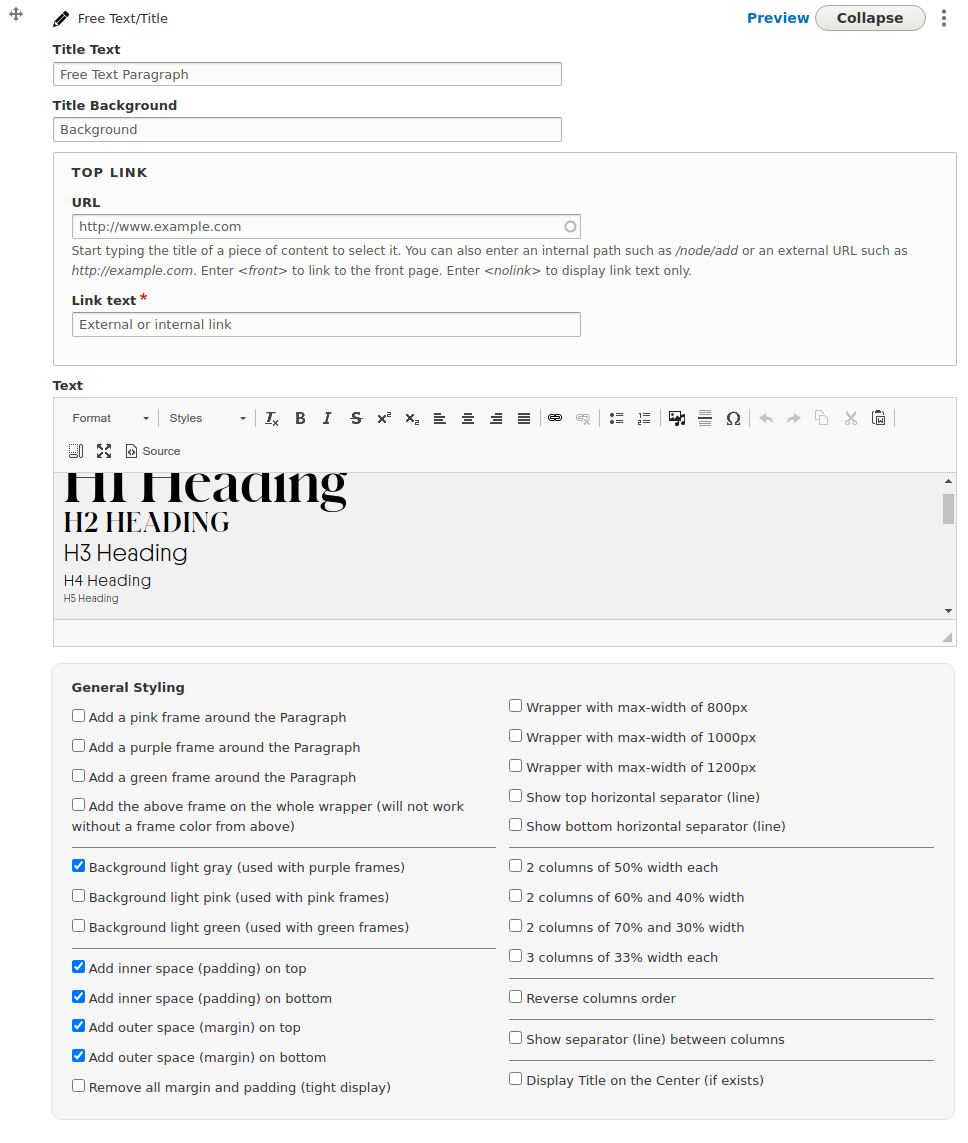 Free Text/Title
Preview
Collapse
Title Text
Free Text Paragraph
Title Background
Background
TOP LINK
URL
http://www.example.com
Start typing the title of a piece of content to select it. You can also enter an internal path such as /node/add or an external URL such as
http://example.com. Enter <front> to link to the front page. Enter <nolink> to display link text only.
Link text *
External or internal link
Text
Format
Styles
Source
H1 Heading
H2 HEADING
H3 Heading
H4 Heading
H5 Heading
General Styling
Add a pink frame around the Paragraph
Add a purple frame around the Paragraph
Add a green frame around the Paragraph
Add the above frame on the whole wrapper (will not work
without a frame color from above)
Background light gray (used with purple frames)
Background light pink (used with pink frames)
Background light green (used with green frames)
Add inner space (padding) on top
Add inner space (padding) on bottom
Add outer space (margin) on top
Add outer space (margin) on bottom
Remove all margin and padding (tight display)
Wrapper with max-width of 800px
Wrapper with max-width of 1000px
Wrapper with max-width of 1200px
Show top horizontal separator (line)
Show bottom horizontal separator (line)
2 columns of 50% width each
2 columns of 60% and 40% width
2 columns of 70% and 30% width
3 columns of 33% width each
Reverse columns order
Show separator (line) between columns
Display Title on the Center (if exists)